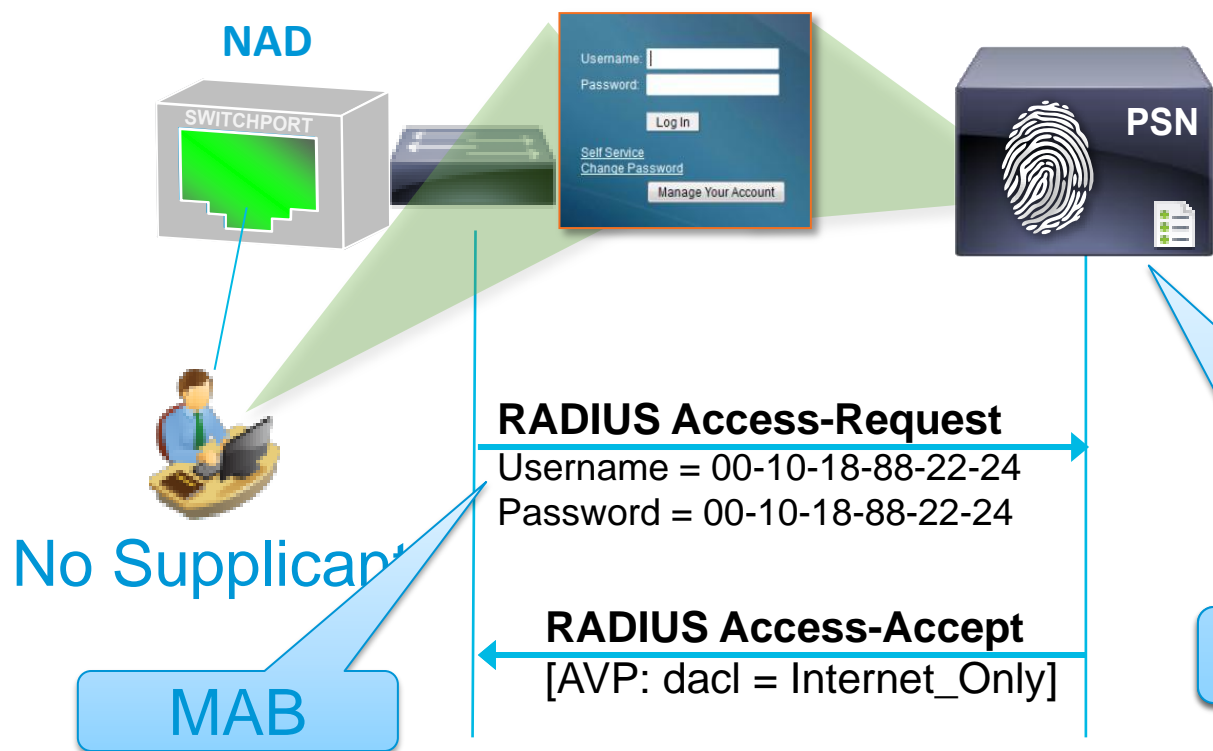 NAD
SWITCHPORT
Username:
Password:
Log In
Self Service
Change Password
Manage Your Account
PSN
RADIUS Access-Request
Username = 00-10-18-88-22-24
Password = 00-10-18-88-22-24
No Supplicant
RADIUS Access-Accept
[AVP: dacl = Internet_Only]
MAB